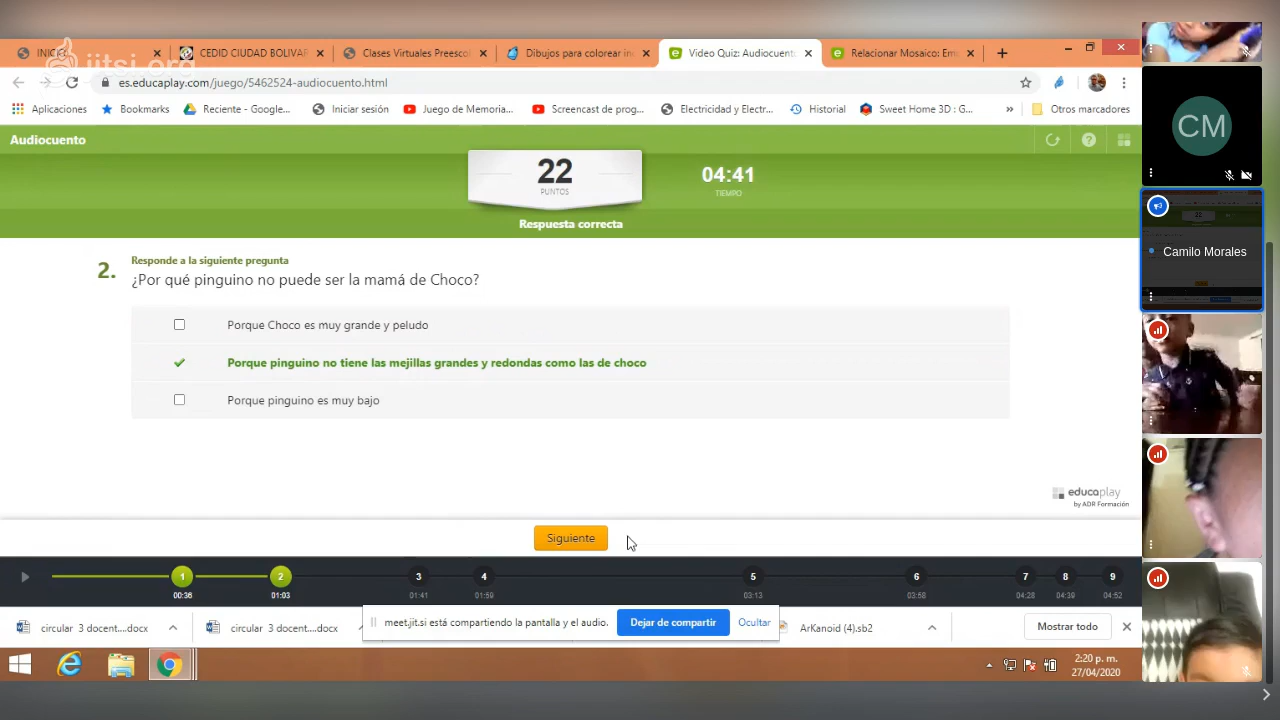 jitsi.org
INICI
CEDID CIUDAD BOLIVAR
Clases Virtuales Preesc
Dibujos para colorear in
Video Quiz: Audiocuent
Relacionar Mosaico: Em
es.educaplay.com/juego/5462524-audiocuento.html
Aplicaciones
Bookmarks
Reciente - Google...
Iniciar sesión
Juego de Memoria...
Screencast de prog...
Electricidad y Electr...
Historial
Sweet Home 3D : G...
»
Otros marcadores
Audiocuento
22
PUNTOS
04:41
TIEMPO
Respuesta correcta
2.
Responde a la siguiente pregunta
¿Por qué pinguino no puede ser la mamá de Choco?
Porque Choco es muy grande y peludo
Porque pinguino no tiene las mejillas grandes y redondas como las de choco
Porque pinguino es muy bajo
educaplay
by ADR Formación
Siguiente
1 2 3 4 5 6 7 8 9
00:36 01:03 01:41 01:59 03:13 03:58 04:28 04:39 04:52
circular 3 docent....docx
circular 3 docent....docx
meet.jit.si está compartiendo la pantalla y el audio.
Dejar de compartir
Ocultar
ArKanoid (4).sb2
Mostrar todo
2:20 p. m.
27/04/2020
CM
Camilo Morales